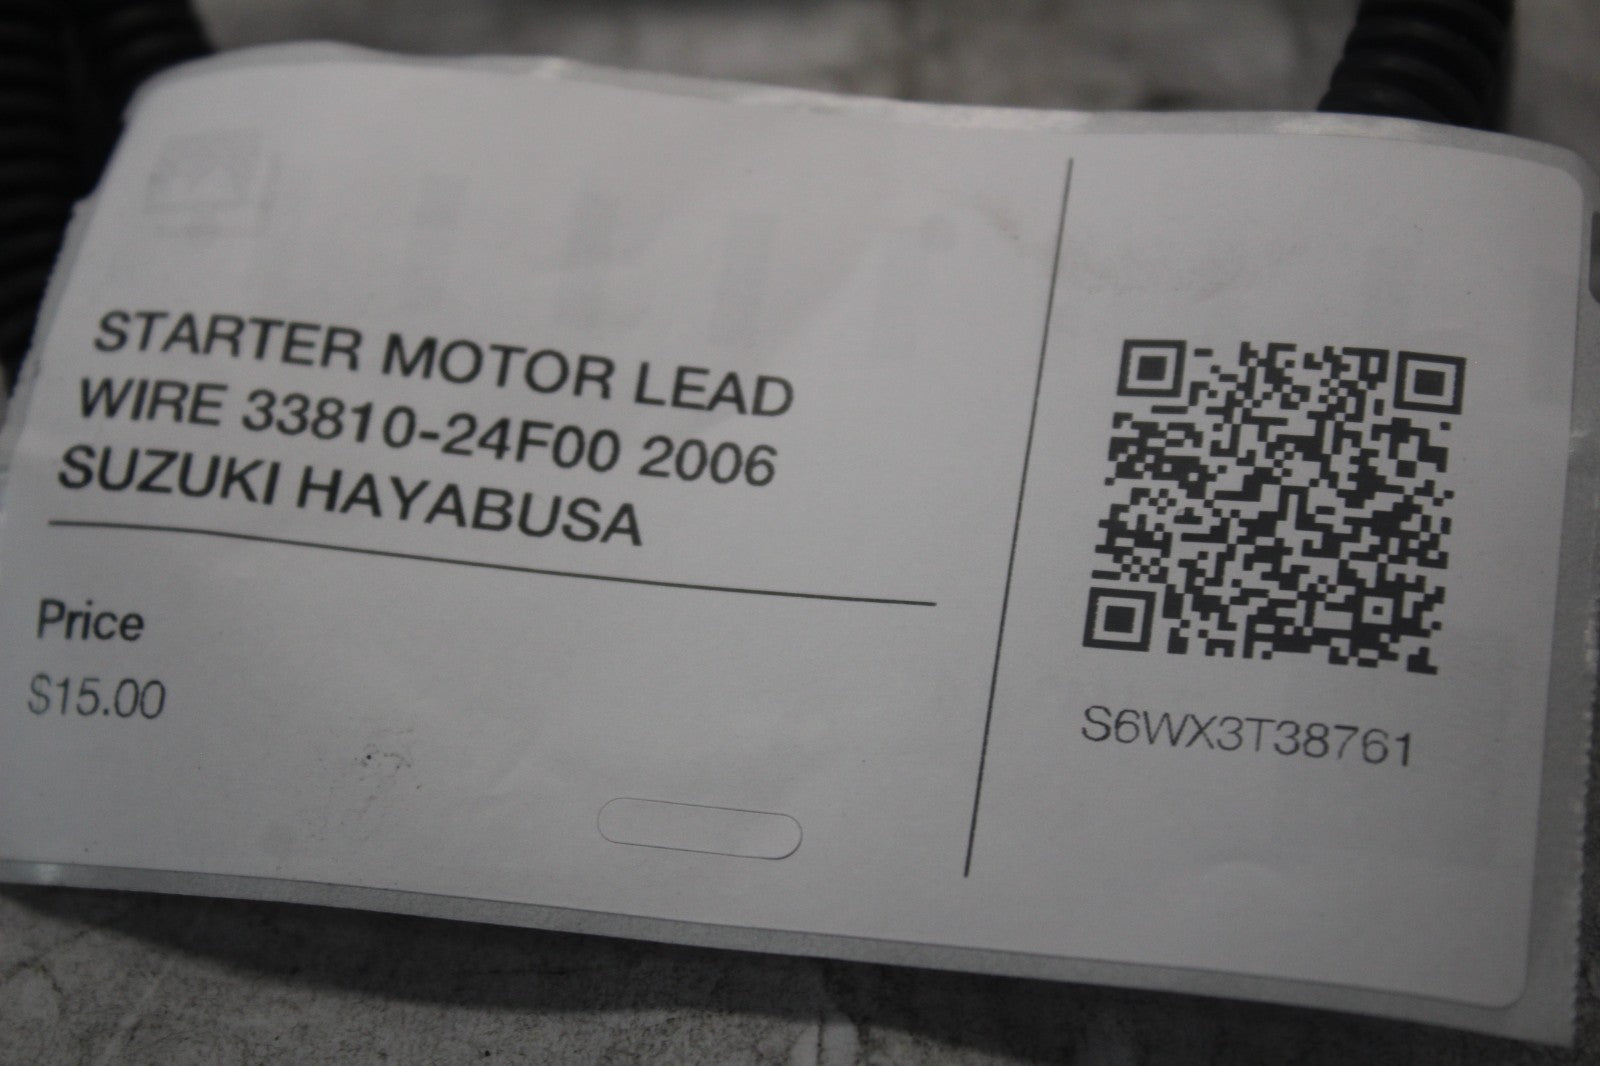 STARTER MOTOR LEAD
WIRE 33810-24F00 2006
SUZUKI HAYABUSA
Price
$15.00
S6WX3T38761